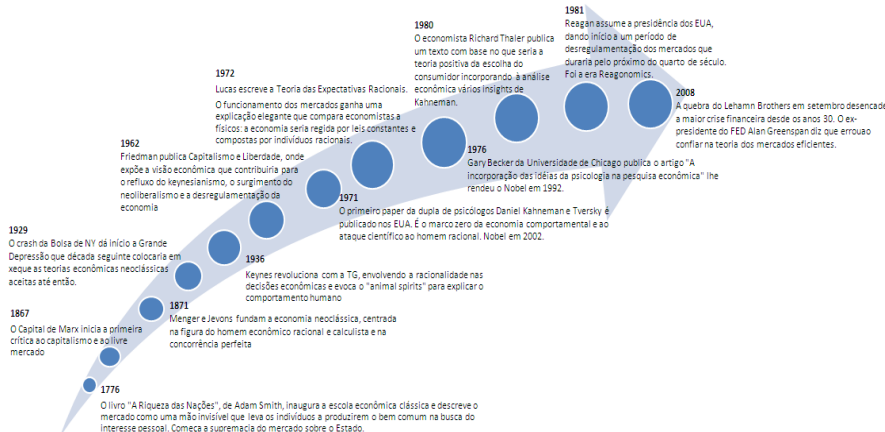 1981
Reagan assume a presidência dos EUA,
dando início a um período de
desregulamentação dos mercados que
duraria pelo próximo do quarto de século.
Foi a era Reagonomics.
1980
O economista Richard Thaler publica
um texto com base no que seria a
teoria positiva da escolha do
consumidor incorporando à análise
econômica vários insights de
Kahneman.
1972
Lucas escreve a Teoria das Expectativas Racionais.
O funcionamento dos mercados ganha uma
explicação elegante que compara economistas a
físicos: a economia seria regida por leis constantes e
compostas por indivíduos racionais.
2008
A quebra do Lehamn Brothers em setembro desencade
a maior crise financeira desde os anos 30. O ex-
presidente do FED Alan Greenspan diz que errouao
confiar na teoria dos mercados eficientes.
1962
Friedman publica Capitalismo e Liberdade, onde
expõe a visão econômica que contribuiria para
o refluxo do keynesianismo, o surgimento do
neoliberalismo e a desregulamentação da
economia
1976
Gary Becker da Universidade de Chicago publica o artigo "A
incorporação das idéias da psicologia na pesquisa econômica" lhe
rendeu o Nobel em 1992.
1971
O primeiro paper da dupla de psicólogos Daniel Kahneman e Tversky é
publicado nos EUA. É o marco zero da economia comportamental e ao
ataque científico ao homem racional. Nobel em 2002.
1929
O crash da Bolsa de NY dá início a Grande
Depressão que década seguinte colocaria em
xeque as teorias econômicas neoclássicas
aceitas até então.
1936
Keynes revoluciona com a TG, envolvendo a racionalidade nas
decisões econômicas e evoca o "animal spirits" para explicar o
comportamento humano
1871
Menger e Jevons fundam a economia neoclássica, centrada
na figura do homem econômico racional e calculista e na
concorrência perfeita
1867
O Capital de Marx inicia a primeira
crítica ao capitalismo e ao livre
mercado
1776
O livro "A Riqueza das Nações", de Adam Smith, inaugura a escola econômica clássica e descreve o
mercado como uma mão invisível que leva os indivíduos a produzirem o bem comum na busca do
interesse pessoal. Começa a supremacia do mercado sobre o Estado.